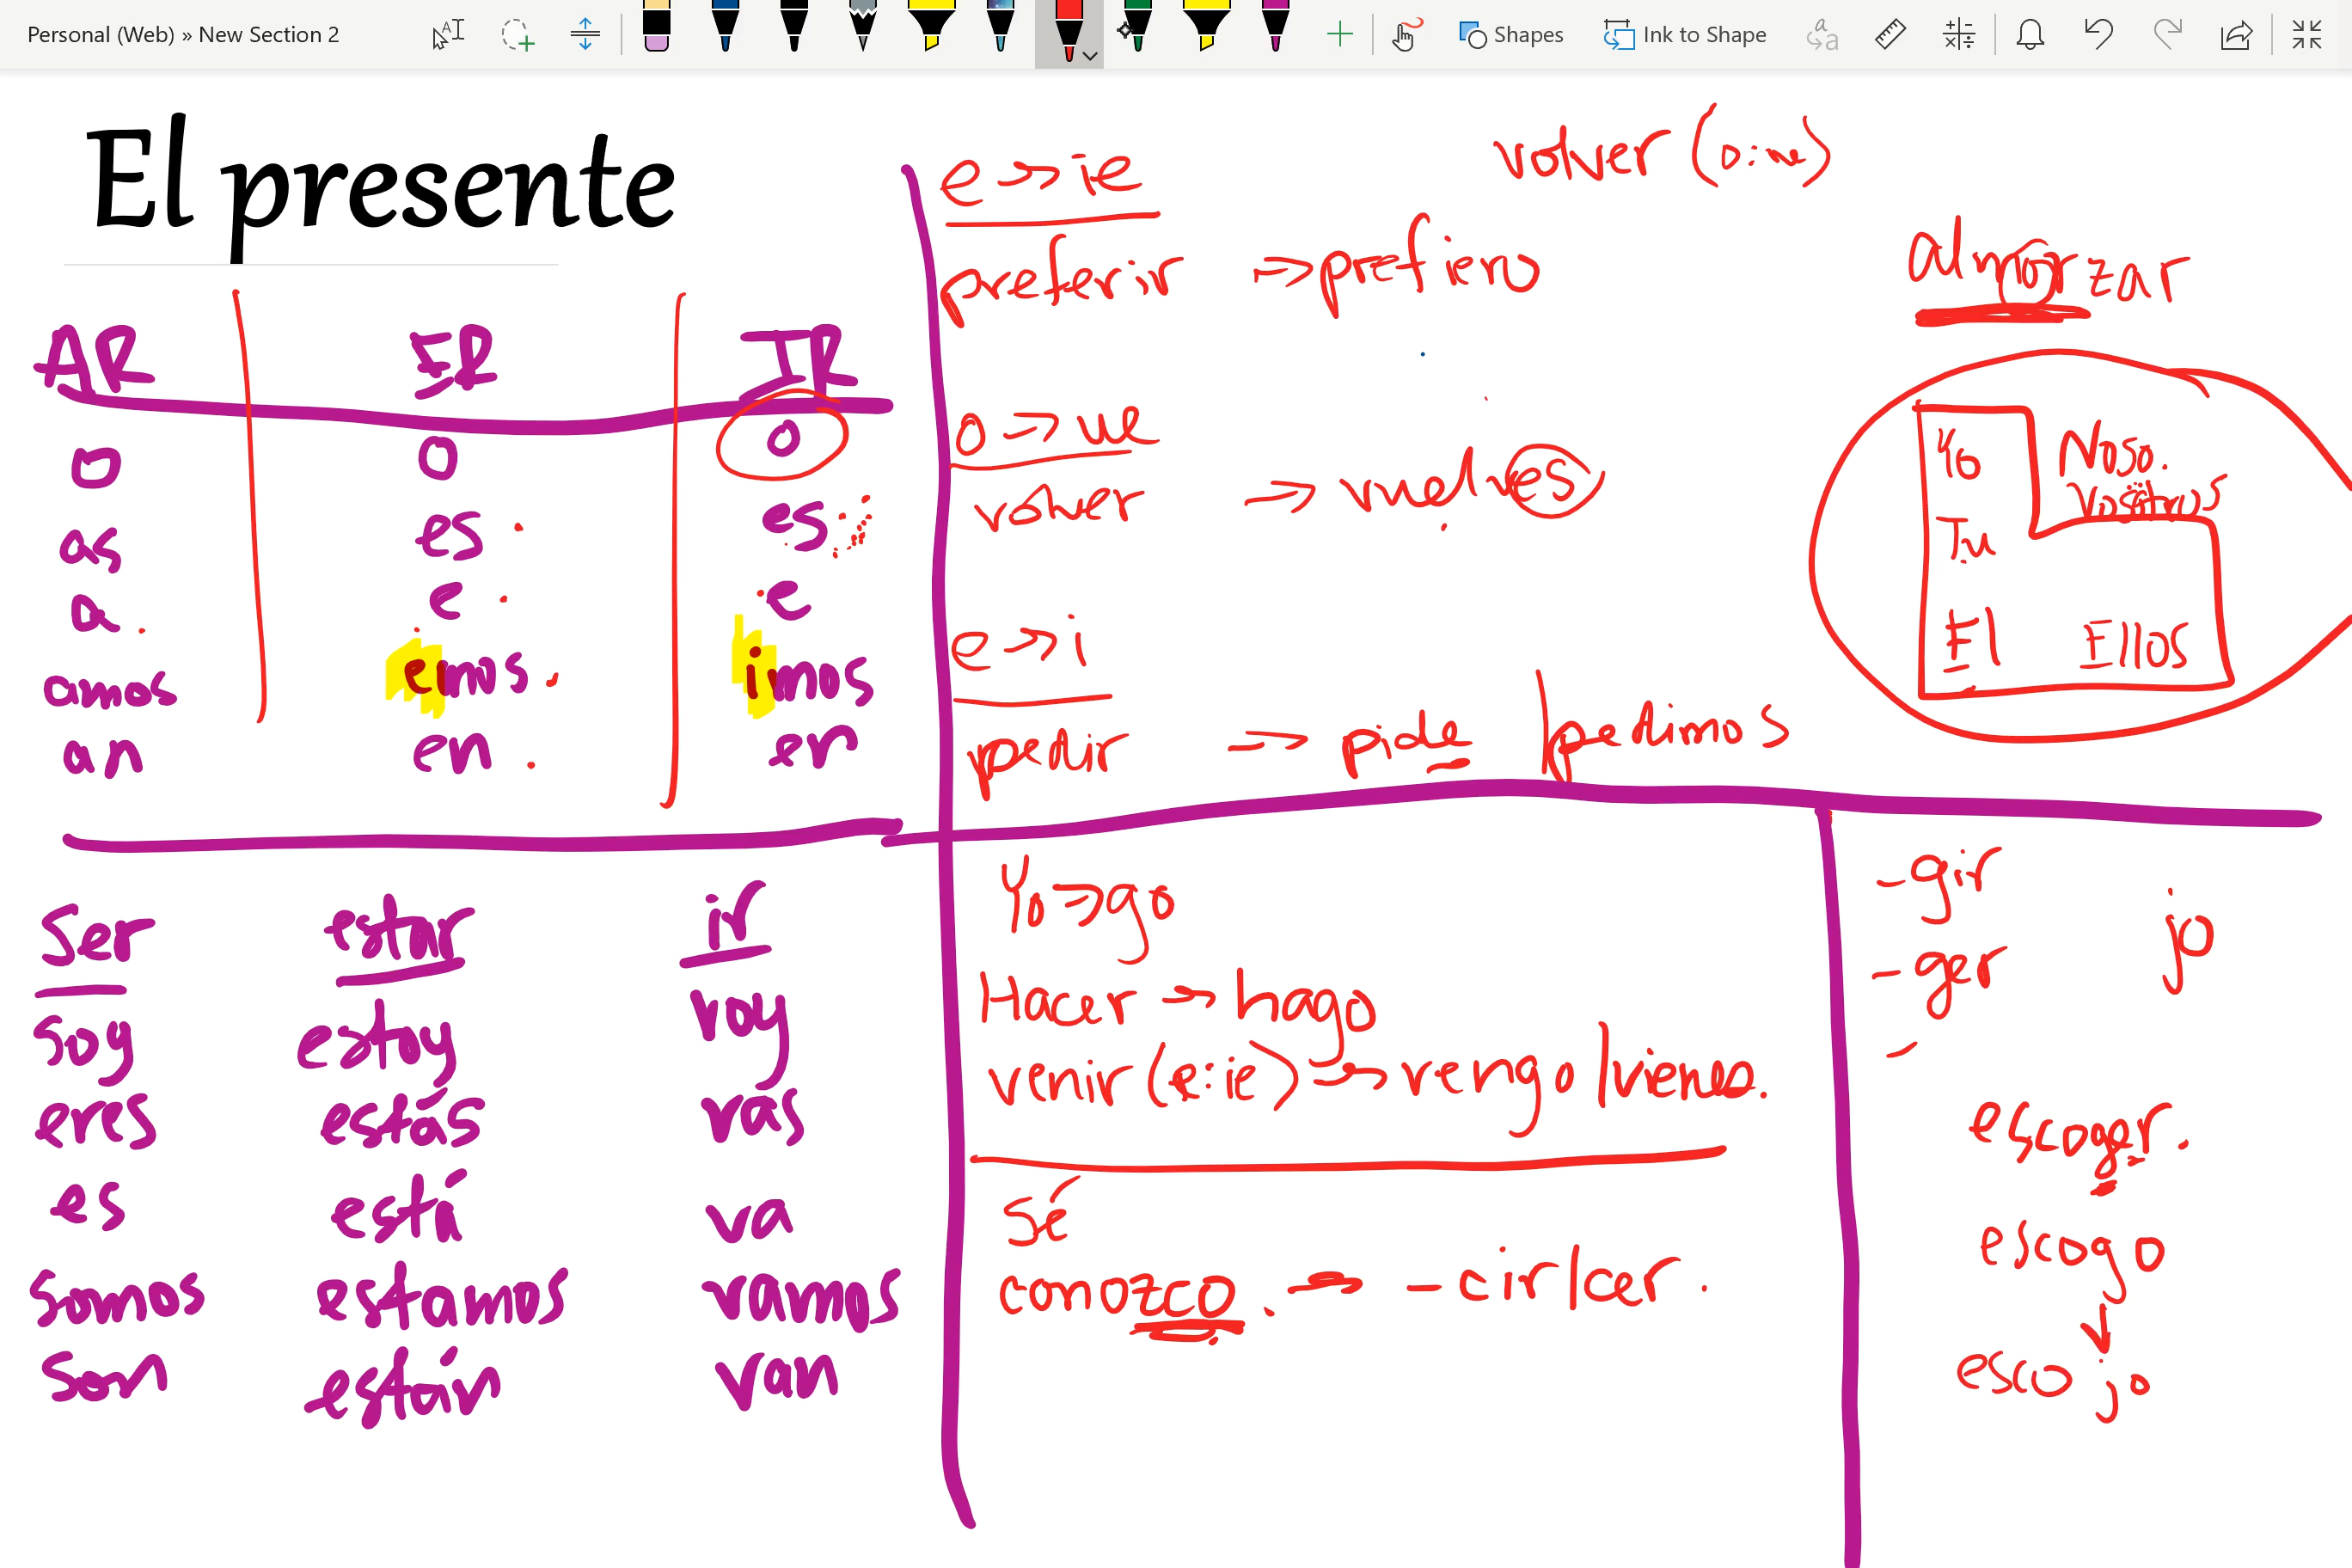 Personal (Web) » New Section 2
Shapes
Ink to Shape
El presente
AR ER IR
o o o
as es es
a e e
amos emos imos
an en en
e → ie
preferir → prefiero
o → ue
volver → vuelves
e → i
pedir → pide | pedimos
volver (o:ue)
almorzar
Yo Noso.
Vosotros
Tu
El Ellos
Ser estar ir
soy estoy voy
eres estás vas
es está va
somos estamos vamos
son están van
Yo → go
Hacer → hago
venir (e:ie) → vengo | vienes.
Sé
conozco. → -cir/cer.
-gir
-ger
-
jo
escoger.
escogo
escojo